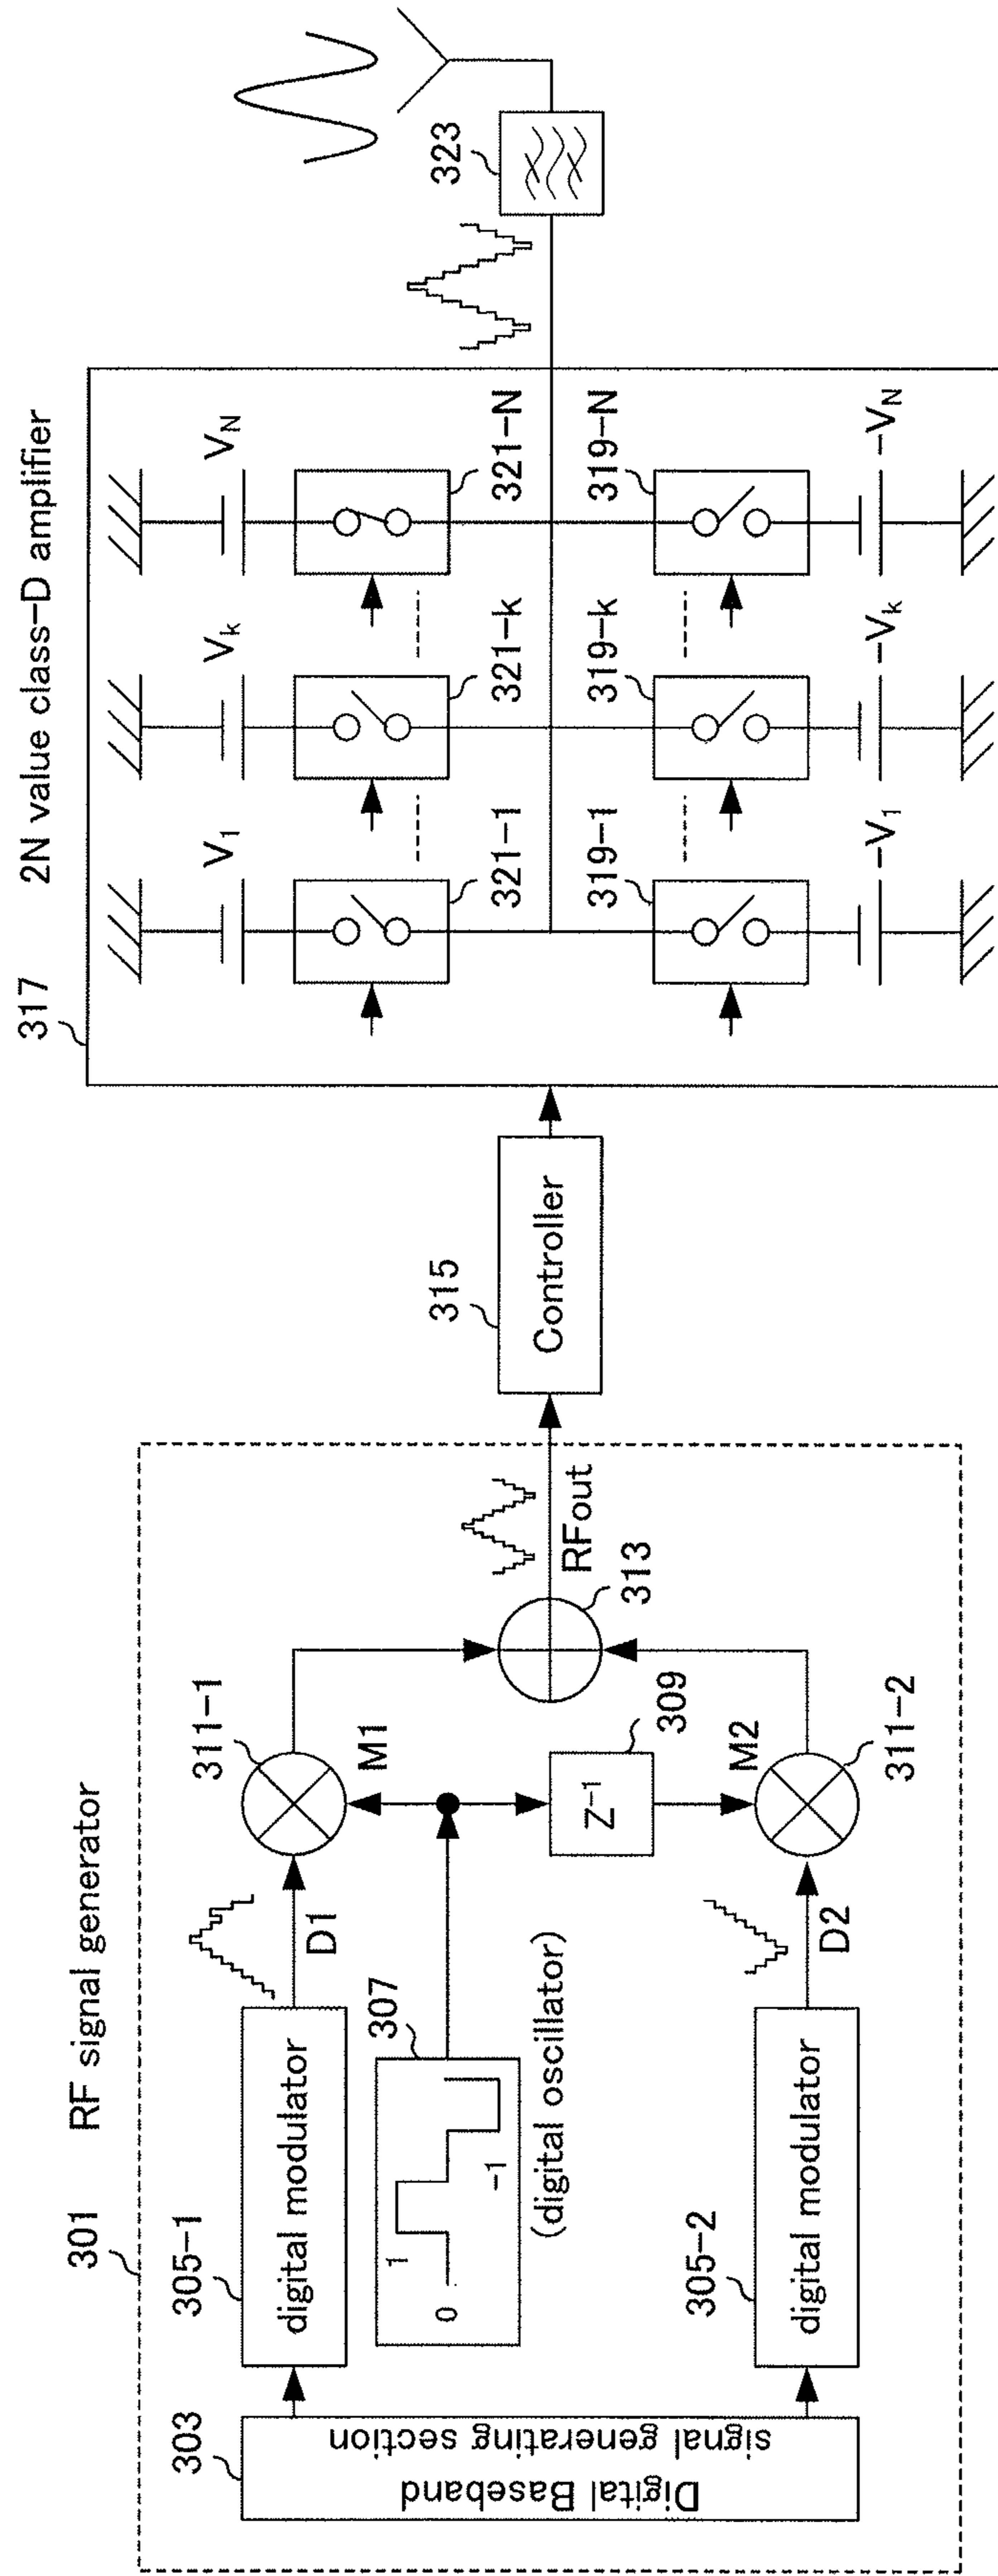 301
RF signal generator
303
Digital Baseband
signal generating section
305-1
digital modulator
D1
311-1
M1
307
0
1
-1
(digital oscillator)
Z⁻¹
309
305-2
digital modulator
D2
M2
311-2
RFout
313
315
Controller
317
2N value class-D amplifier
V₁
Vₖ
V_N
321-1
321-k
321-N
319-1
319-k
319-N
-V₁
-Vₖ
-V_N
323